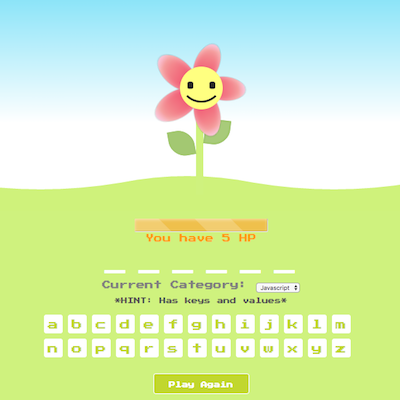 You have 5 HP
Current Category: Javascript
*HINT: Has keys and values*
a b c d e f g h i j k l m
n o p q r s t u v w x y z
Play Again